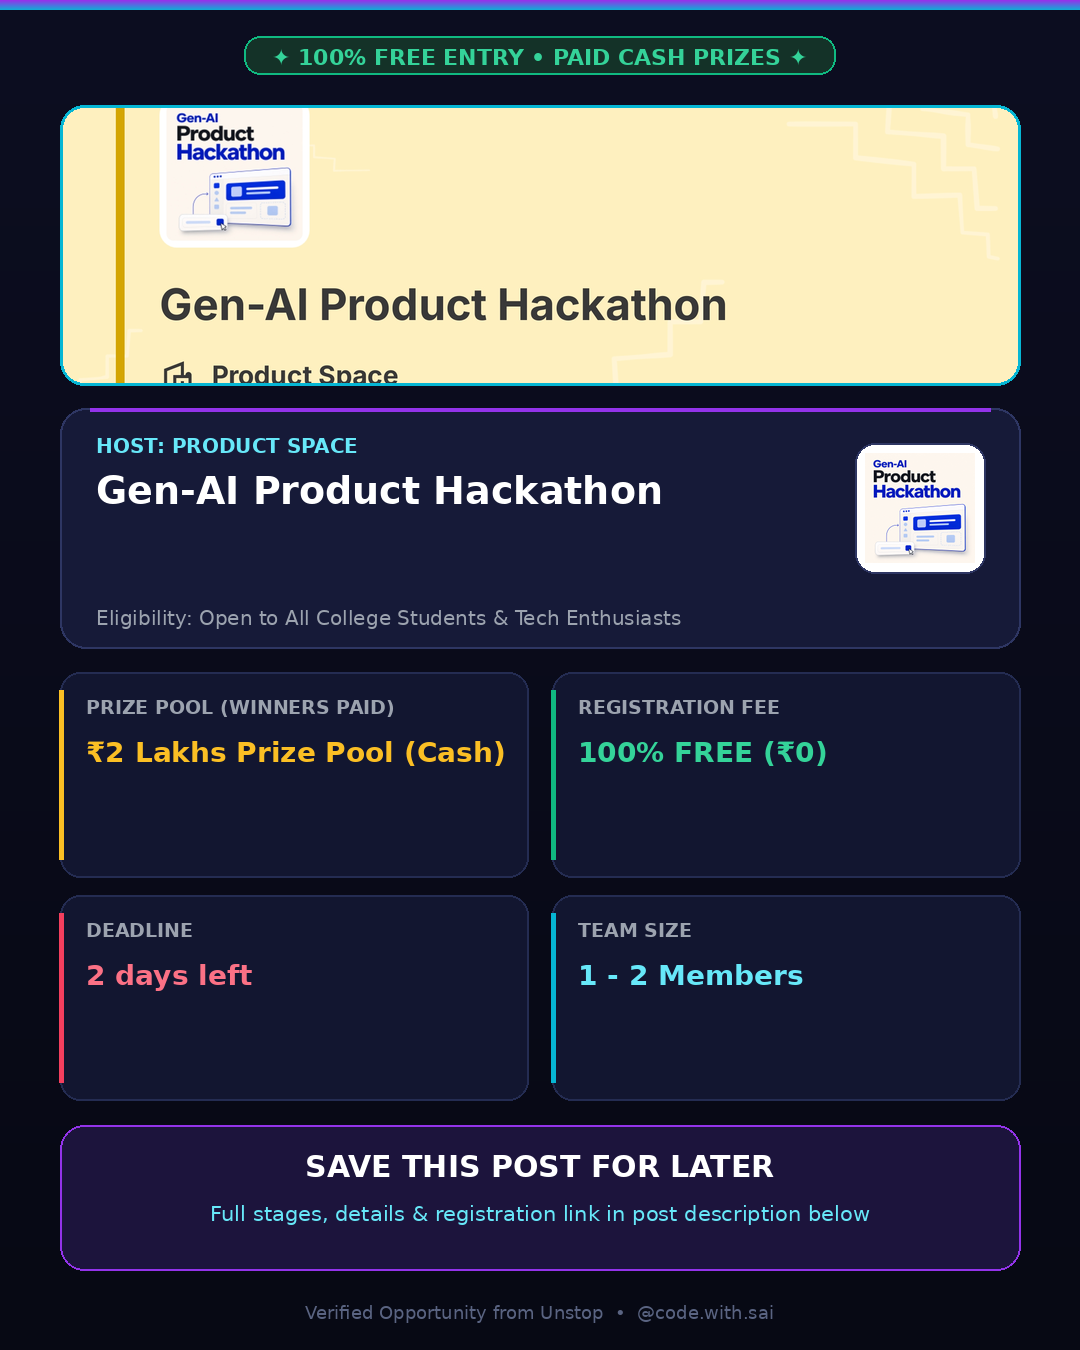 ✦ 100% FREE ENTRY • PAID CASH PRIZES ✦
Gen-AI
Product
Hackathon
Gen-AI Product Hackathon
Product Space
HOST: PRODUCT SPACE
Gen-AI Product Hackathon
Gen-AI
Product
Hackathon
Eligibility: Open to All College Students & Tech Enthusiasts
PRIZE POOL (WINNERS PAID)
₹2 Lakhs Prize Pool (Cash)
REGISTRATION FEE
100% FREE (₹0)
DEADLINE
2 days left
TEAM SIZE
1 - 2 Members
SAVE THIS POST FOR LATER
Full stages, details & registration link in post description below
Verified Opportunity from Unstop • @code.with.sai